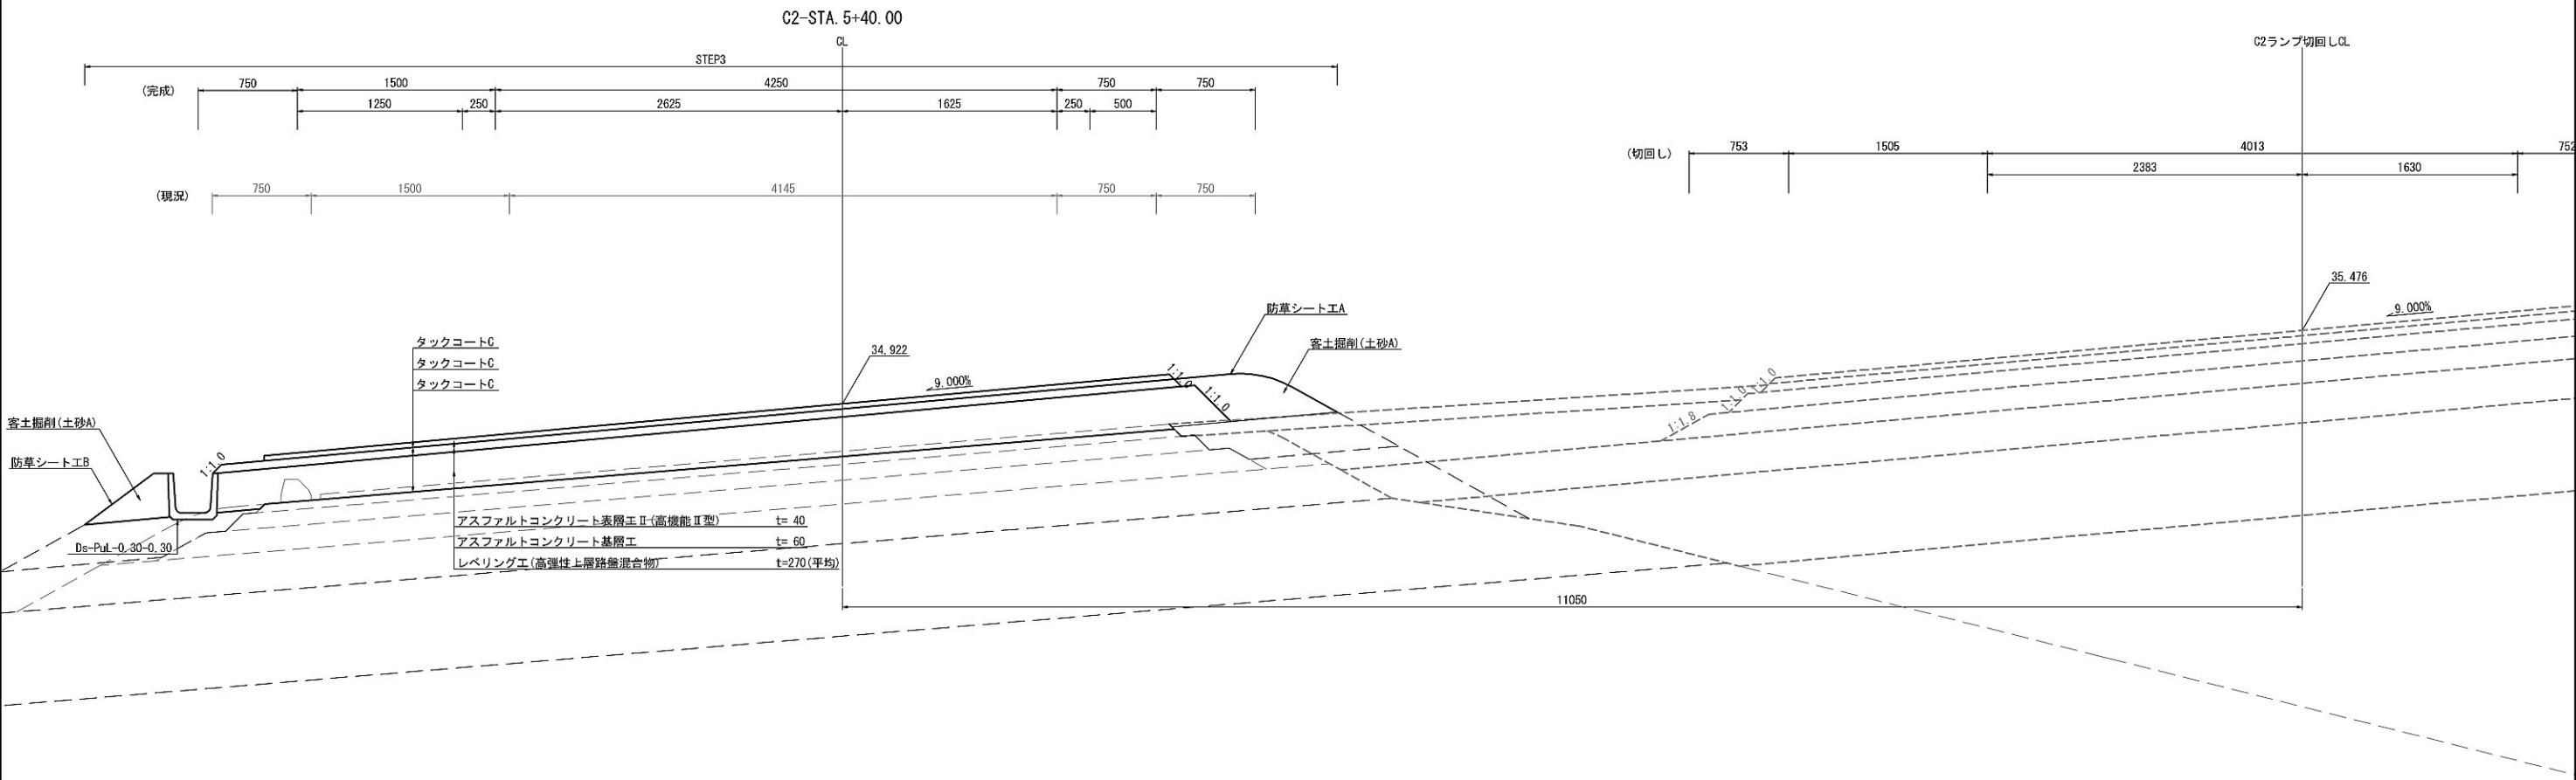 C2-STA. 5+40.00
CL
C2ランプ切回しCL
STEP3
(完成)
750
1500
4250
750
750
1250
250
2625
1625
250
500
(切回し)
753
1505
4013
752
2383
1630
(現況)
750
1500
4145
750
750
35.476
9.000%
防草シート工A
客土掘削(土砂A)
タックコートC
タックコートC
タックコートC
34.922
9.000%
1:1.0
1:1.0
1:1.0
1:1.0
1:1.8
客土掘削(土砂A)
防草シート工B
1:1.0
Ds-PuL-0.30-0.30
アスファルトコンクリート表層工Ⅱ(高機能Ⅱ型) t= 40
アスファルトコンクリート基層工 t= 60
レベリング工(高弾性上層路盤混合物) t=270(平均)
11050